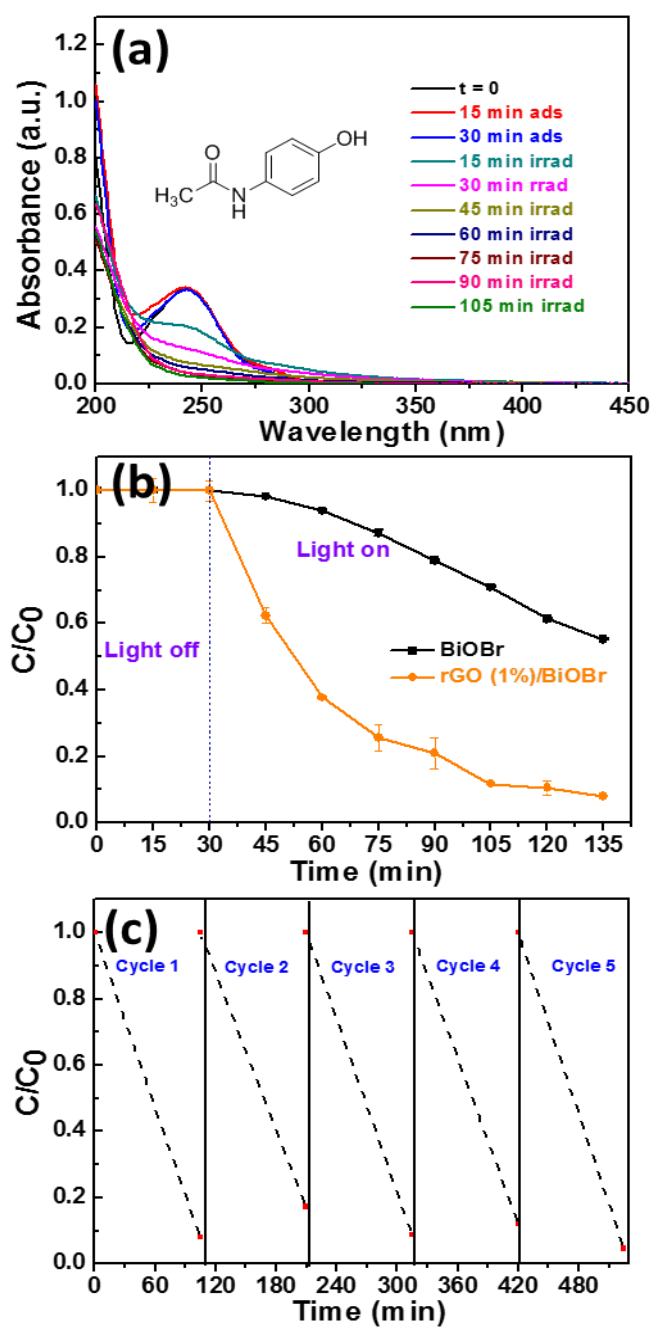 (a)
1.2
1.0
0.8
0.6
0.4
0.2
0.0
Absorbance (a.u.)
O
OH
H₃C
N
H
t = 0
15 min ads
30 min ads
15 min irrad
30 min rrad
45 min irrad
60 min irrad
75 min irrad
90 min irrad
105 min irrad
200 250 300 350 400 450
Wavelength (nm)
(b)
1.0
0.8
0.6
0.4
0.2
0.0
C/C₀
Light on
Light off
BiOBr
rGO (1%)/BiOBr
0 15 30 45 60 75 90 105 120 135
Time (min)
(c)
1.0
0.8
0.6
0.4
0.2
0.0
C/C₀
Cycle 1 Cycle 2 Cycle 3 Cycle 4 Cycle 5
0 60 120 180 240 300 360 420 480
Time (min)